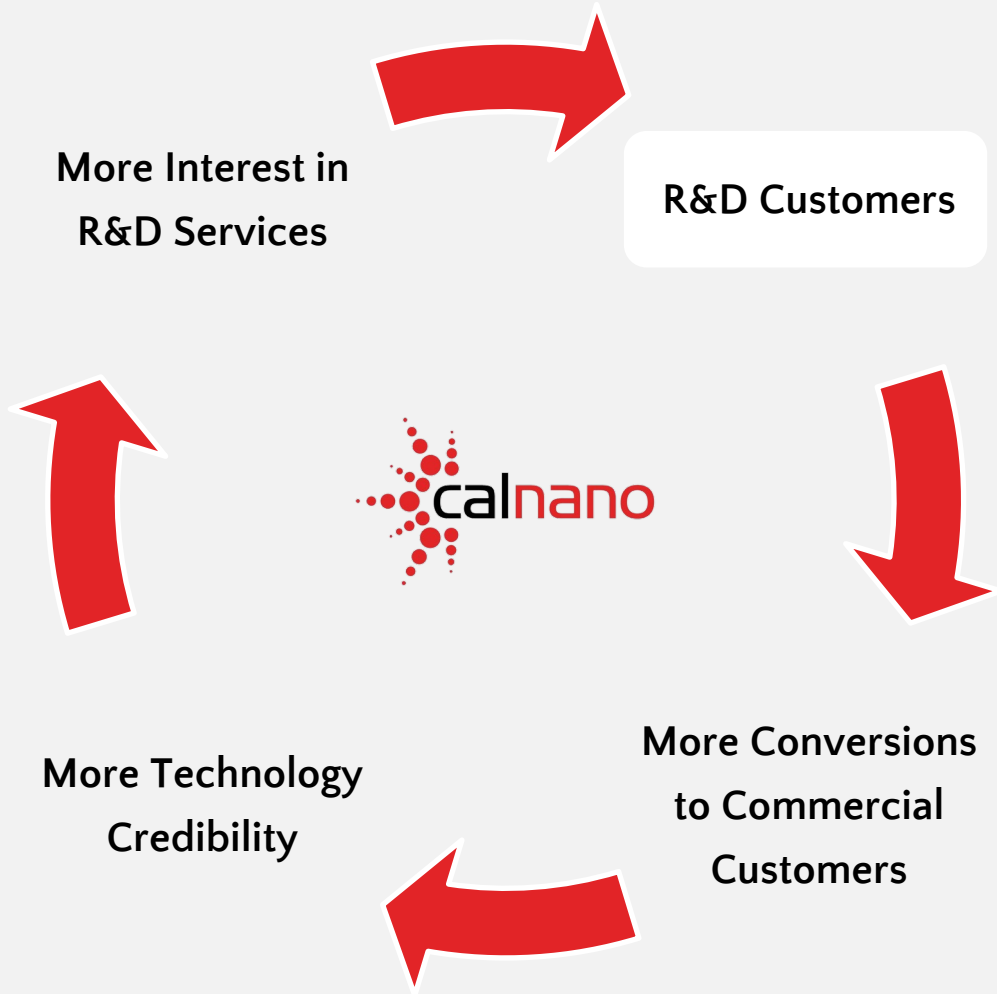 More Interest in
R&D Services
R&D Customers
calnano
More Technology
Credibility
More Conversions
to Commercial
Customers